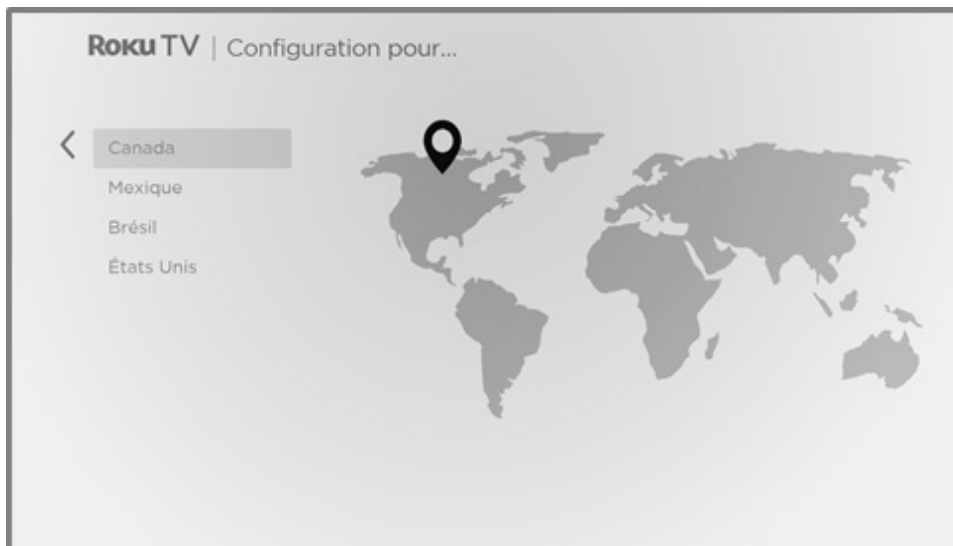 Roku TV | Configuration pour...
Canada
Mexique
Brésil
États Unis